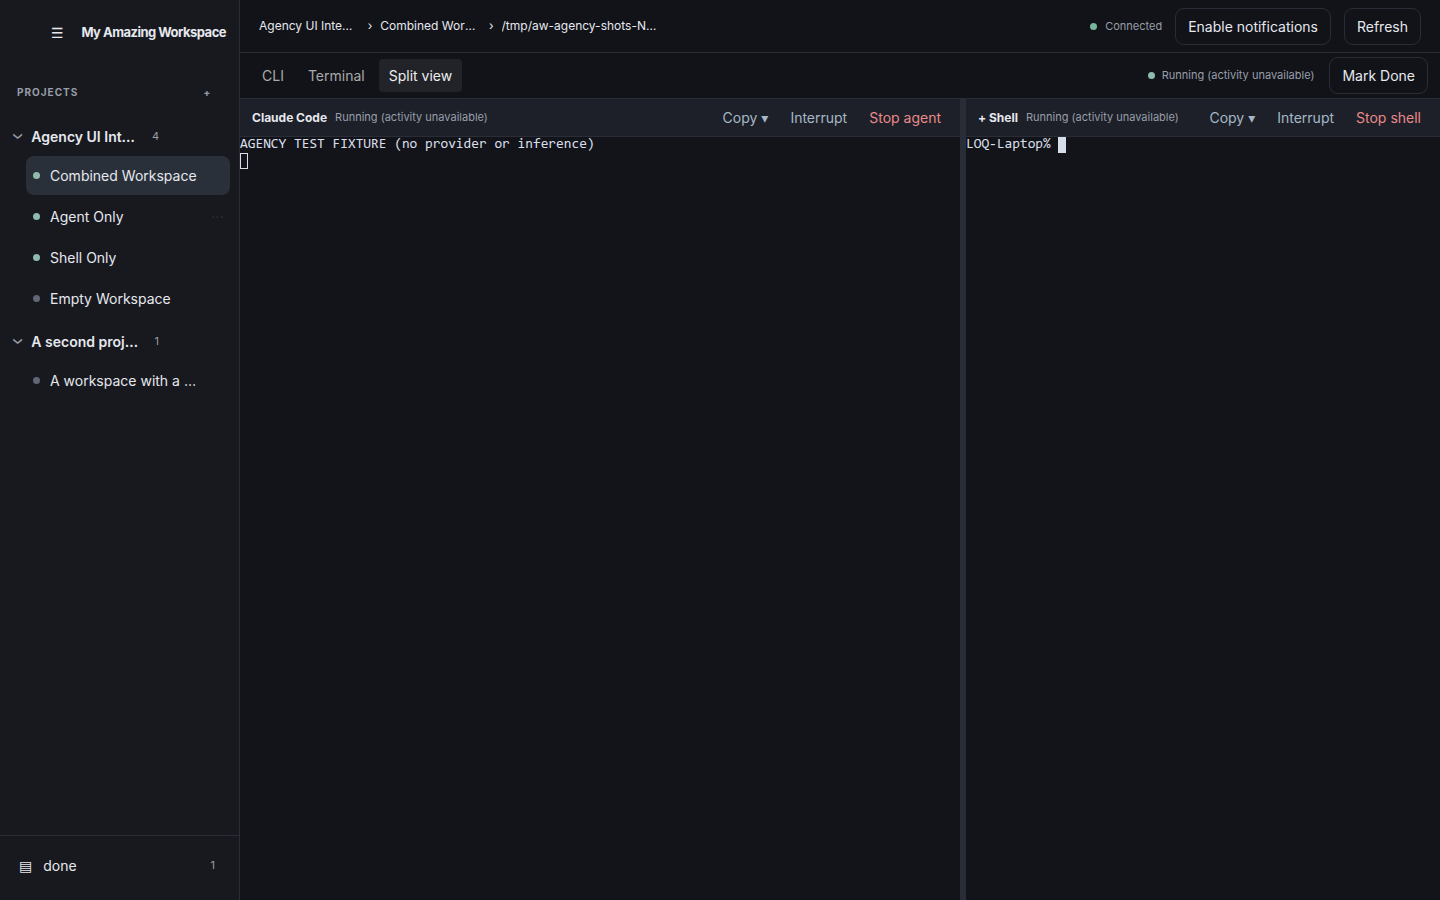 ☰ My Amazing Workspace
Agency UI Inte... › Combined Wor... › /tmp/aw-agency-shots-N...
Connected
Enable notifications
Refresh
PROJECTS +
Agency UI Int... 4
Combined Workspace
Agent Only ...
Shell Only
Empty Workspace
A second proj... 1
A workspace with a ...
done 1
CLI Terminal Split view
Running (activity unavailable)
Mark Done
Claude Code Running (activity unavailable) Copy ▾ Interrupt Stop agent
AGENCY TEST FIXTURE (no provider or inference)
+ Shell Running (activity unavailable) Copy ▾ Interrupt Stop shell
LOQ-Laptop%